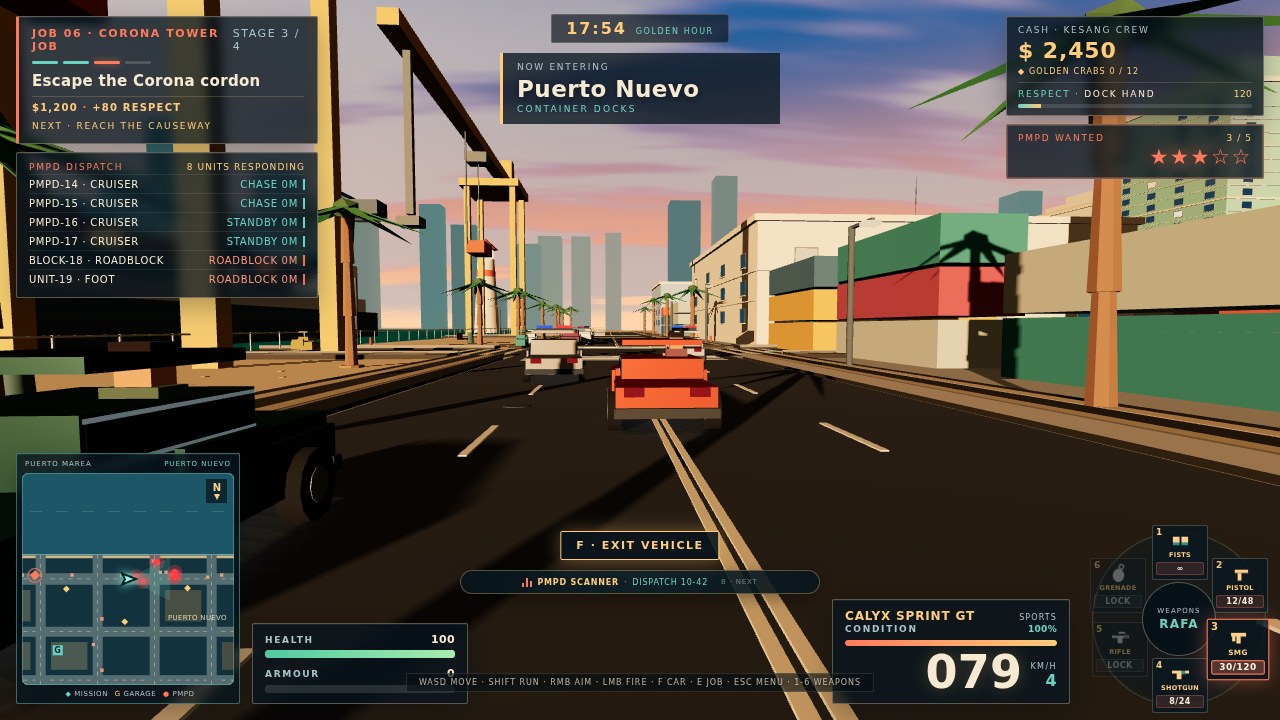 JOB 06 · CORONA TOWER JOB
STAGE 3 / 4
Escape the Corona cordon
$1,200 · +80 RESPECT
NEXT · REACH THE CAUSEWAY
PMPD DISPATCH 8 UNITS RESPONDING
PMPD-14 · CRUISER CHASE 0M
PMPD-15 · CRUISER CHASE 0M
PMPD-16 · CRUISER STANDBY 0M
PMPD-17 · CRUISER STANDBY 0M
BLOCK-18 · ROADBLOCK ROADBLOCK 0M
UNIT-19 · FOOT ROADBLOCK 0M
17:54 GOLDEN HOUR
NOW ENTERING
Puerto Nuevo
CONTAINER DOCKS
CASH · KESANG CREW
$ 2,450
◆ GOLDEN CRABS 0 / 12
RESPECT · DOCK HAND 120
PMPD WANTED 3 / 5
★★★☆☆
PUERTO MAREA PUERTO NUEVO
N
PUERTO NUEVO
G
◆ MISSION G GARAGE ● PMPD
HEALTH 100
ARMOUR 0
F · EXIT VEHICLE
PMPD SCANNER · DISPATCH 10-42 B · NEXT
WASD MOVE · SHIFT RUN · RMB AIM · LMB FIRE · F CAR · E JOB · ESC MENU · 1-6 WEAPONS
CALYX SPRINT GT SPORTS
CONDITION 100%
079 KM/H
4
1 FISTS ∞
2 PISTOL 12/48
3 SMG 30/120
4 SHOTGUN 8/24
5 RIFLE LOCK
6 GRENADE LOCK
WEAPONS
RAFA